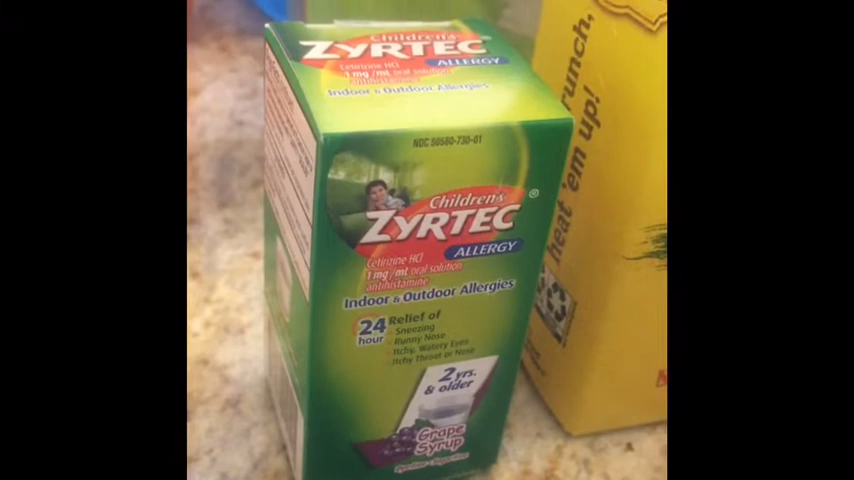 Children's
ZYRTEC
ALLERGY
Cetirizine HCl
1 mg/mL oral solution
antihistamine
Indoor & Outdoor Allergies
NDC 50580-730-01
Children's
ZYRTEC®
ALLERGY
Cetirizine HCl
1 mg/mL oral solution
antihistamine
Indoor & Outdoor Allergies
24 hour
Relief of
Sneezing
Runny Nose
Itchy, Watery Eyes
Itchy Throat or Nose
2 yrs.
& older
Grape
Syrup
runch,
heat 'em up!